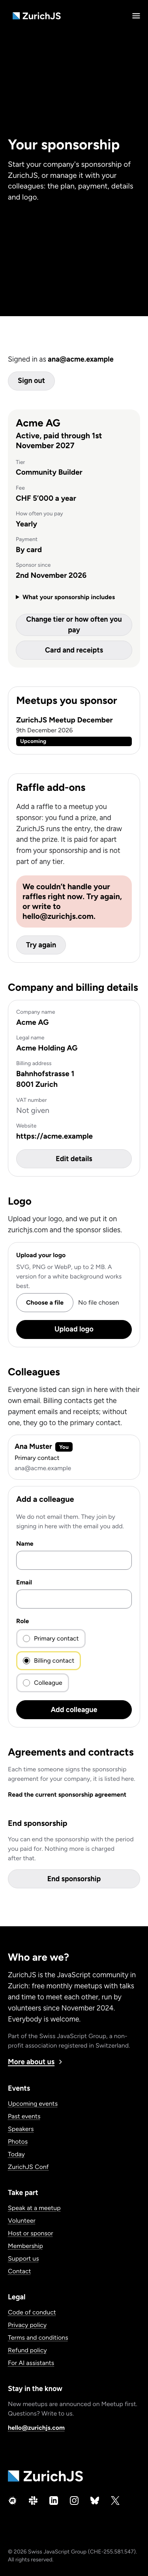 ZurichJS
Your sponsorship
Start your company's sponsorship of
ZurichJS, or manage it with your
colleagues: the plan, payment, details
and logo.
Signed in as ana@acme.example
Sign out
Acme AG
Active, paid through 1st
November 2027
Tier
Community Builder
Fee
CHF 5'000 a year
How often you pay
Yearly
Payment
By card
Sponsor since
2nd November 2026
What your sponsorship includes
Change tier or how often you
pay
Card and receipts
Meetups you sponsor
ZurichJS Meetup December
9th December 2026
Upcoming
Raffle add-ons
Add a raffle to a meetup you
sponsor: you fund a prize, and
ZurichJS runs the entry, the draw
and the prize. It is paid for apart
from your sponsorship and is not
part of any tier.
We couldn't handle your
raffles right now. Try again,
or write to
hello@zurichjs.com.
Try again
Company and billing details
Company name
Acme AG
Legal name
Acme Holding AG
Billing address
Bahnhofstrasse 1
8001 Zurich
VAT number
Not given
Website
https://acme.example
Edit details
Logo
Upload your logo, and we put it on
zurichjs.com and the sponsor slides.
Upload your logo
SVG, PNG or WebP, up to 2 MB. A
version for a white background works
best.
Choose a file No file chosen
Upload logo
Colleagues
Everyone listed can sign in here with their
own email. Billing contacts get the
payment emails and receipts; without
one, they go to the primary contact.
Ana Muster You
Primary contact
ana@acme.example
Add a colleague
We do not email them. They join by
signing in here with the email you add.
Name
Email
Role
Primary contact
Billing contact
Colleague
Add colleague
Agreements and contracts
Each time someone signs the sponsorship
agreement for your company, it is listed here.
Read the current sponsorship agreement
End sponsorship
You can end the sponsorship with the period
you paid for. Nothing more is charged
after that.
End sponsorship
Who are we?
ZurichJS is the JavaScript community in
Zurich: free monthly meetups with talks
and time to meet each other, run by
volunteers since November 2024.
Everybody is welcome.
Part of the Swiss JavaScript Group, a non-
profit association registered in Switzerland.
More about us
Events
Upcoming events
Past events
Speakers
Photos
Today
ZurichJS Conf
Take part
Speak at a meetup
Volunteer
Host or sponsor
Membership
Support us
Contact
Legal
Code of conduct
Privacy policy
Terms and conditions
Refund policy
For AI assistants
Stay in the know
New meetups are announced on Meetup first.
Questions? Write to us.
hello@zurichjs.com
ZurichJS
© 2026 Swiss JavaScript Group (CHE-255.581.547).
All rights reserved.